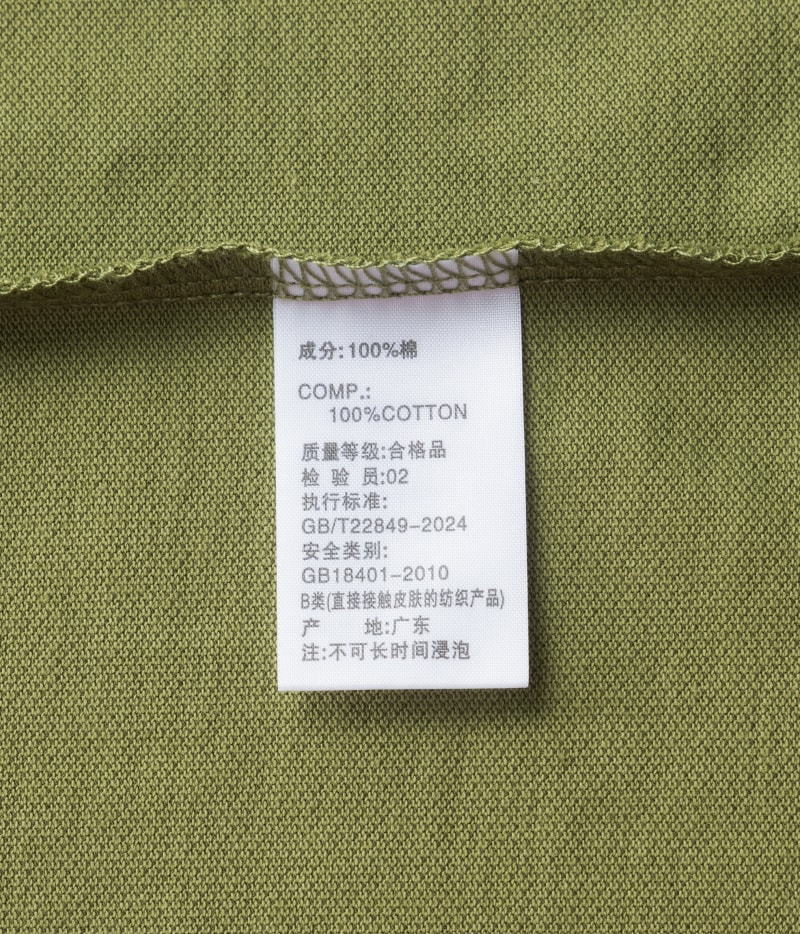 成分:100%棉
COMP.:
100%COTTON
质量等级:合格品
检 验 员:02
执行标准:
GB/T22849-2024
安全类别:
GB18401-2010
B类(直接接触皮肤的纺织产品)
产 地:广东
注:不可长时间浸泡